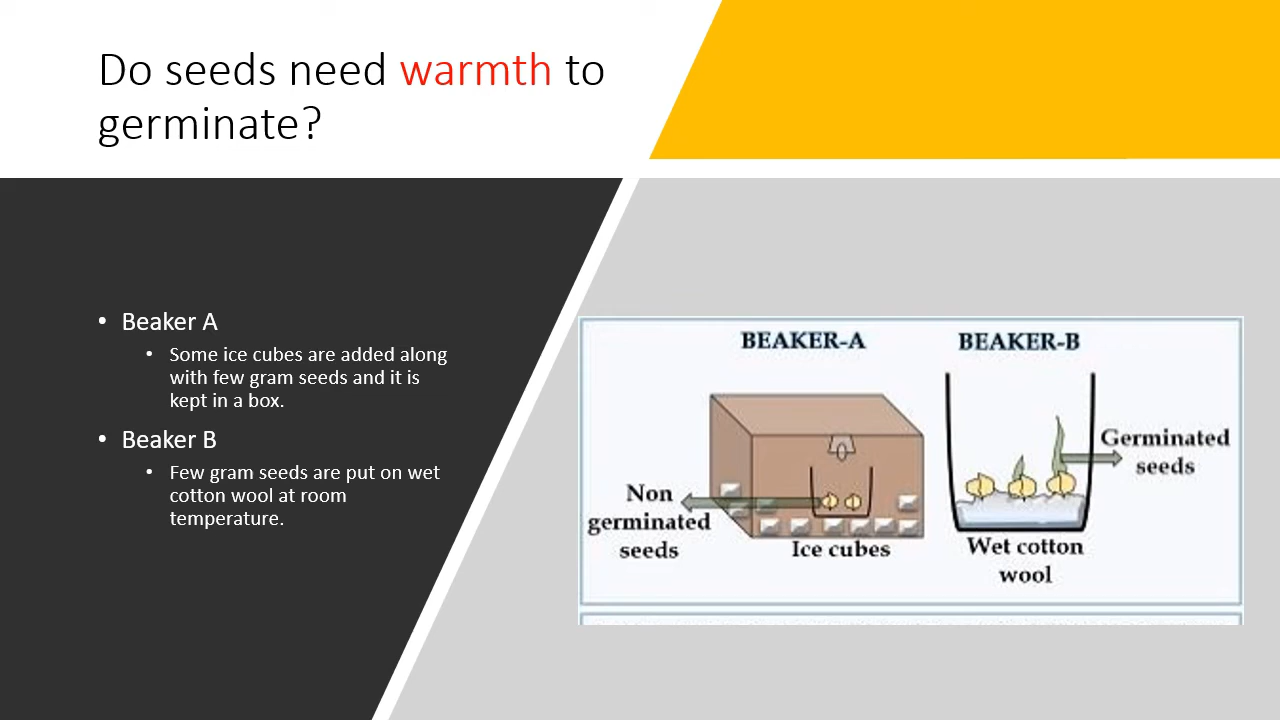 Do seeds need warmth to
germinate?
• Beaker A
• Some ice cubes are added along
with few gram seeds and it is
kept in a box.
• Beaker B
• Few gram seeds are put on wet
cotton wool at room
temperature.
BEAKER-A
BEAKER-B
Non
germinated
seeds
Ice cubes
Germinated
seeds
Wet cotton
wool